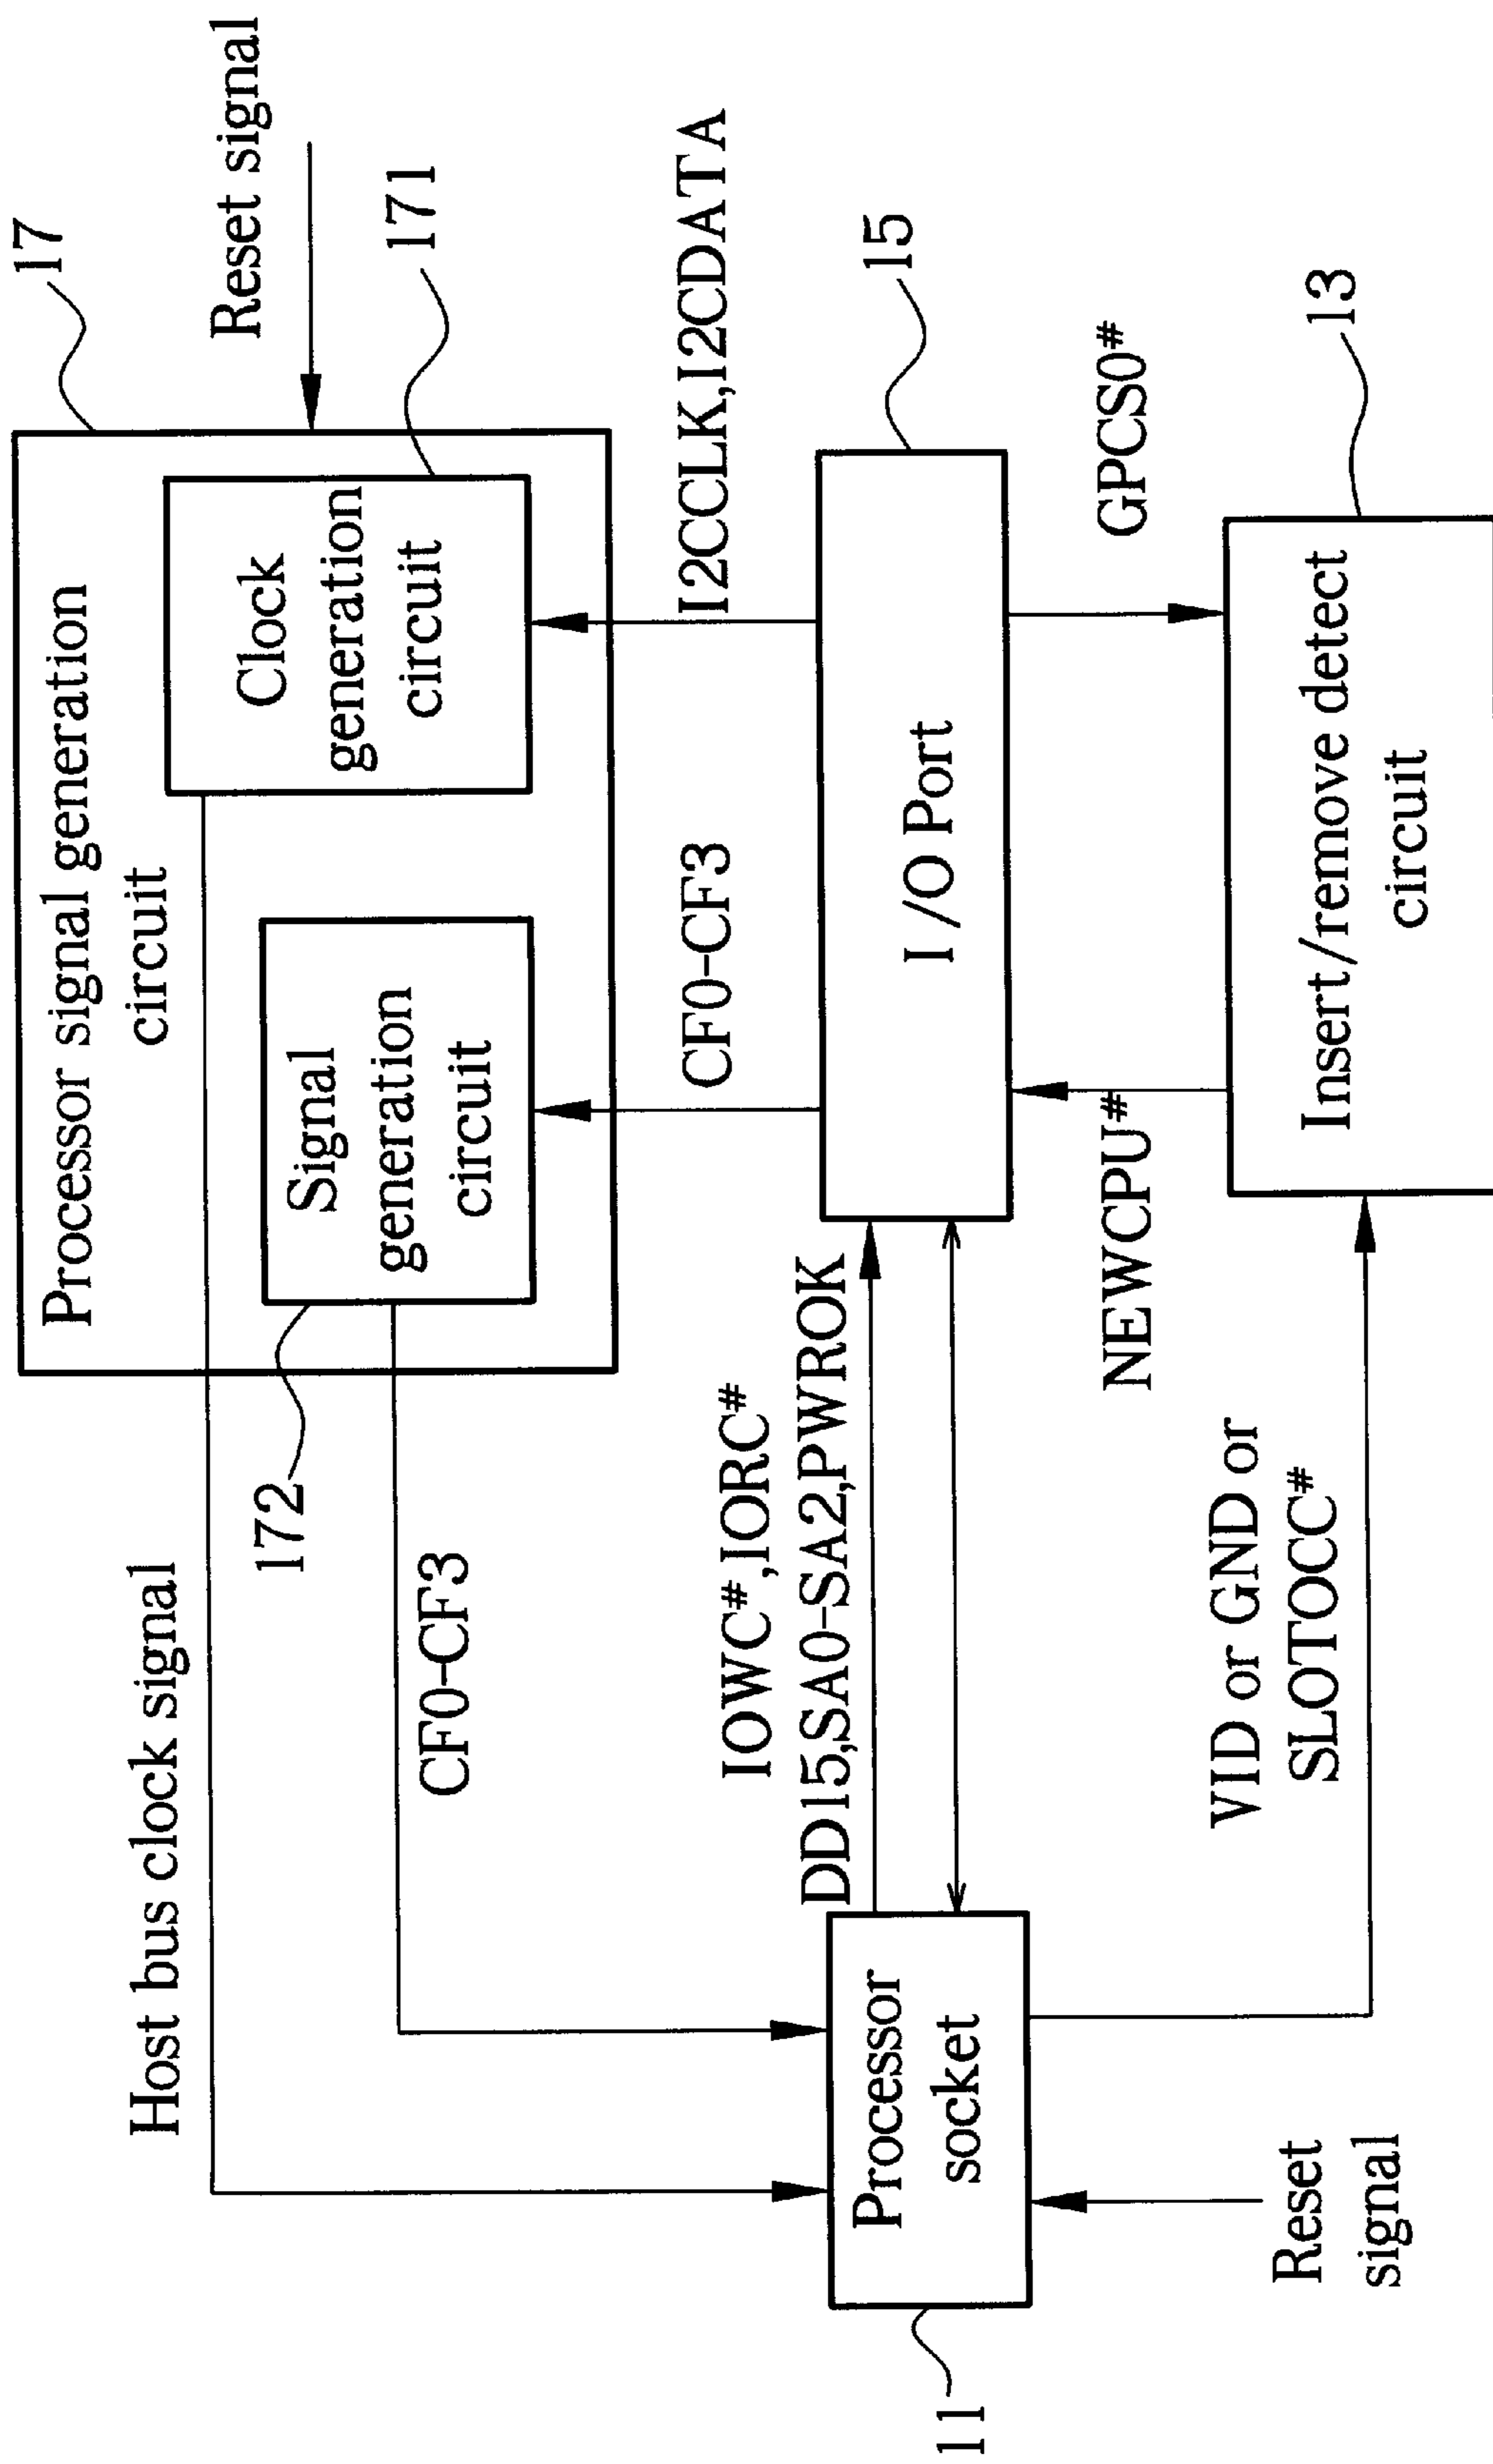 17
Processor signal generation
circuit
Reset signal
Host bus clock signal
Clock
generation
circuit
171
Signal
generation
circuit
172
CF0-CF3
CF0-CF3
I2CCLK,I2CDATA
IOWC#,IORC#
DD15,SA0-SA2,PWROK
I/O Port
15
Processor
socket
11
NEWCPU#
GPCS0#
VID or GND or
SLOTOCC#
Insert/remove detect
circuit
13
Reset
signal